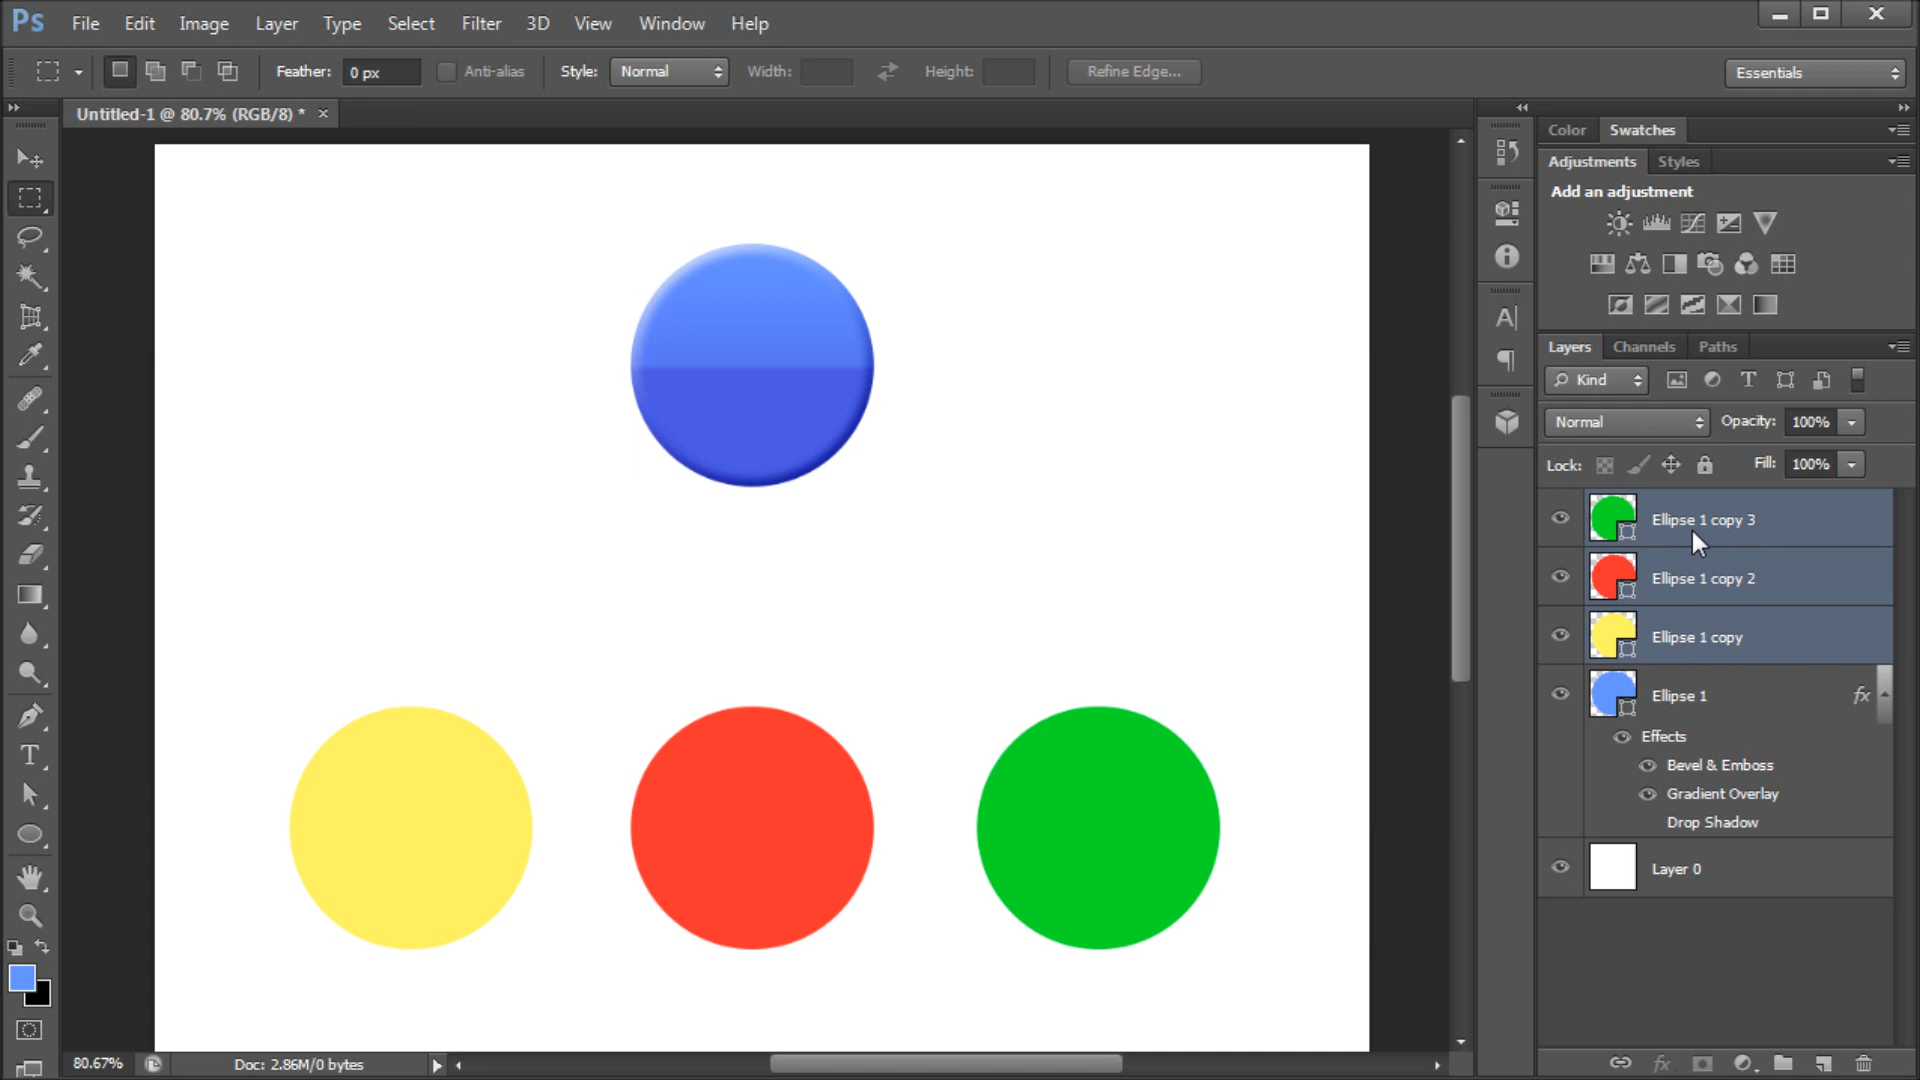 Ps File Edit Image Layer Type Select Filter 3D View Window Help
Feather: 0 px Anti-alias Style: Normal Width: Height: Refine Edge... Essentials
Untitled-1 @ 80.7% (RGB/8) *
Color Swatches
Adjustments Styles
Add an adjustment
Layers Channels Paths
Kind
Normal Opacity: 100%
Lock: Fill: 100%
Ellipse 1 copy 3
Ellipse 1 copy 2
Ellipse 1 copy
Ellipse 1 fx
Effects
Bevel & Emboss
Gradient Overlay
Drop Shadow
Layer 0
80.67% Doc: 2.86M/0 bytes
fx